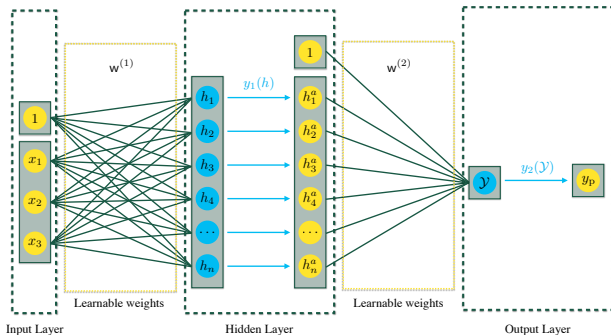 w^{(1)}
w^{(2)}
1
1
x_1
x_2
x_3
h_1
h_2
h_3
h_4
...
h_n
y_1(h)
h_1^a
h_2^a
h_3^a
h_4^a
...
h_n^a
𝒴
y_2(𝒴)
y_p
Learnable weights
Learnable weights
Input Layer
Hidden Layer
Output Layer